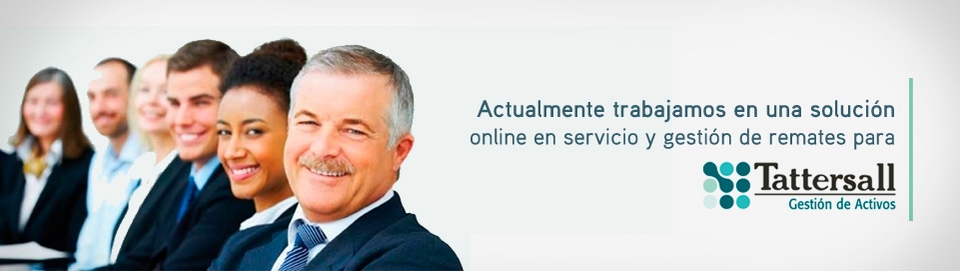 Actualmente trabajamos en una solución
online en servicio y gestión de remates para
Tattersall
Gestión de Activos